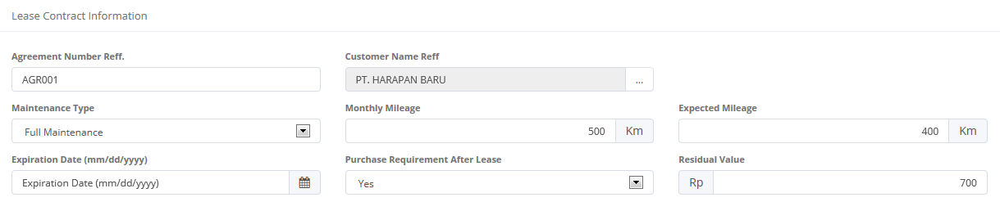 Lease Contract Information
Agreement Number Reff. Customer Name Reff
AGR001 PT. HARAPAN BARU ...
Maintenance Type Monthly Mileage Expected Mileage
Full Maintenance 500 Km 400 Km
Expiration Date (mm/dd/yyyy) Purchase Requirement After Lease Residual Value
Expiration Date (mm/dd/yyyy) Yes Rp 700